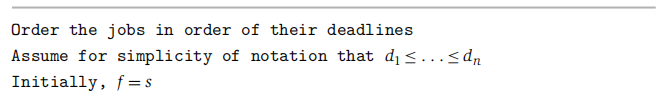 Order the jobs in order of their deadlines
Assume for simplicity of notation that d₁ ≤ . . . ≤ dₙ
Initially, f = s